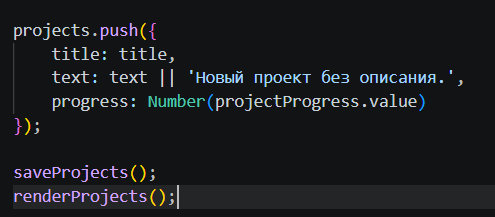 projects.push({
    title: title,
    text: text || 'Новый проект без описания.',
    progress: Number(projectProgress.value)
});

saveProjects();
renderProjects();